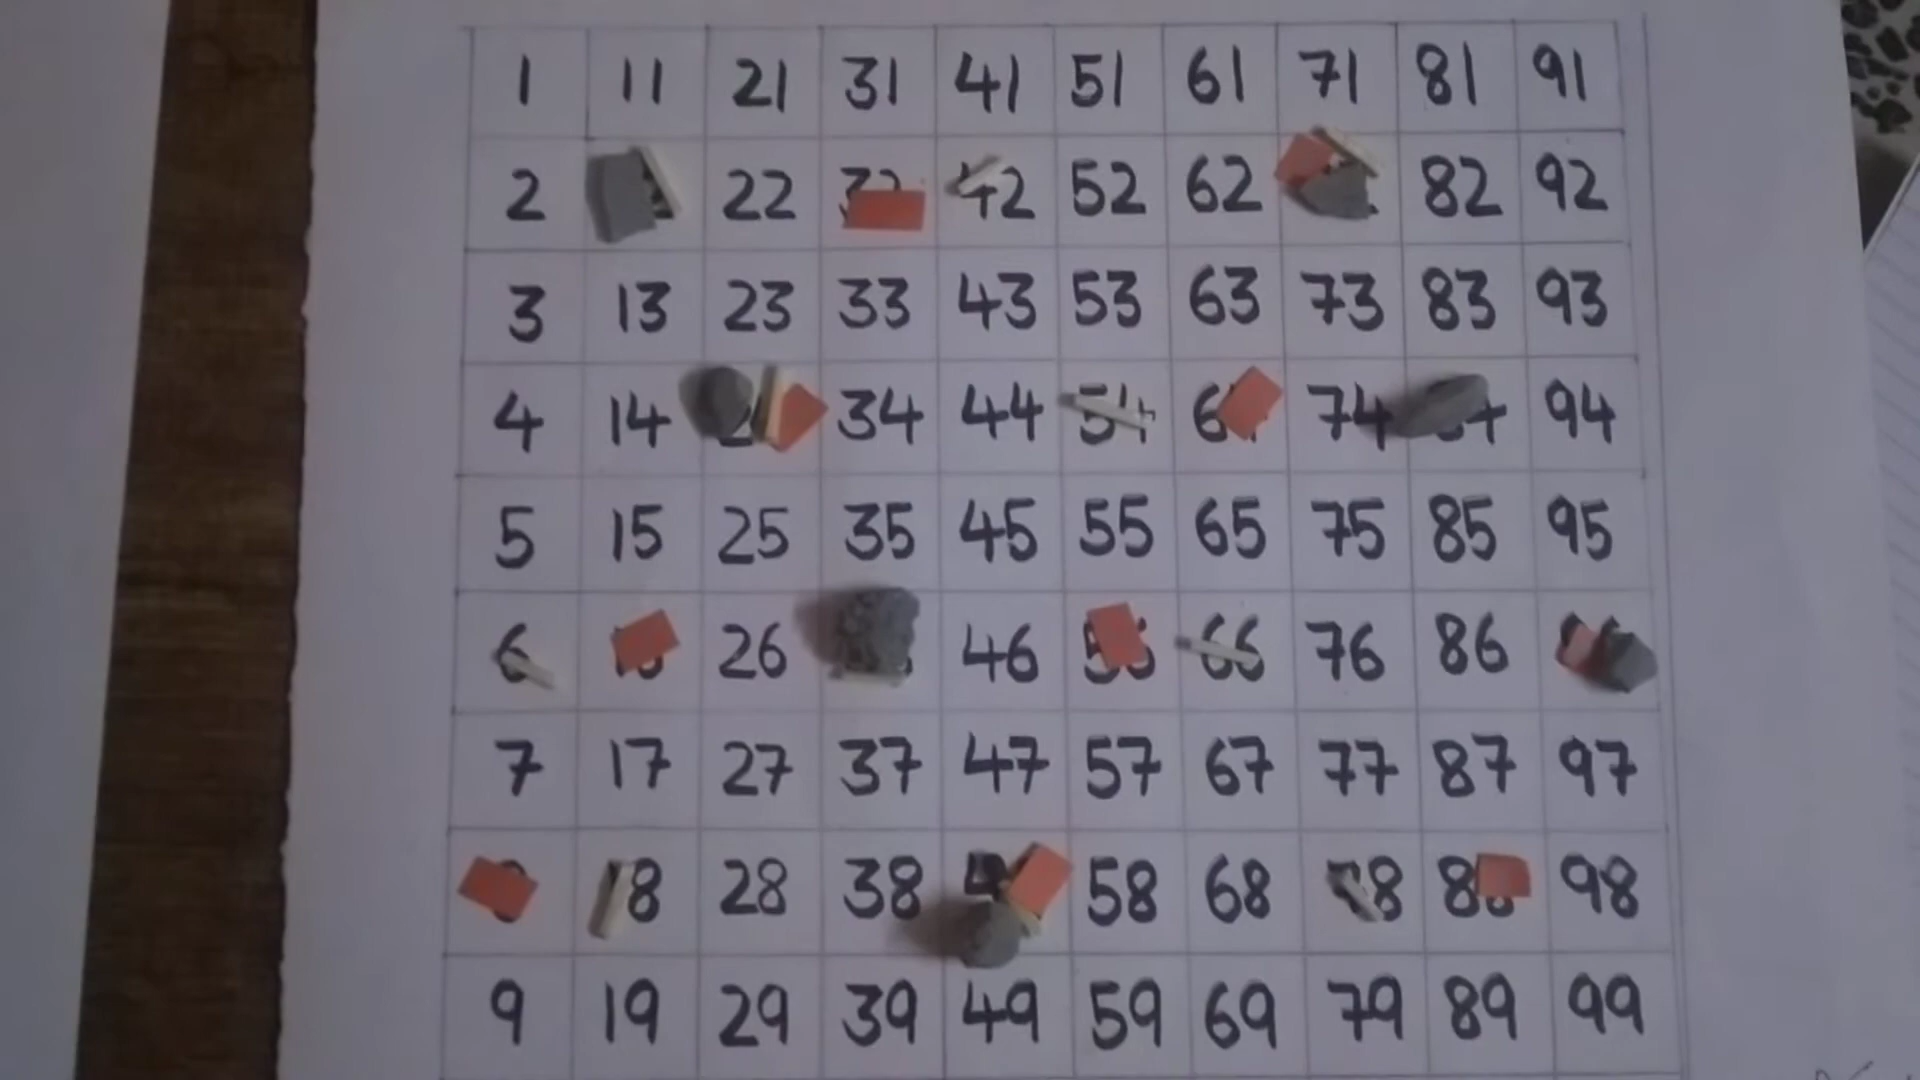 1 11 21 31 41 51 61 71 81 91
2 22 42 52 62 82 92
3 13 23 33 43 53 63 73 83 93
4 14 34 44 54 74 94
5 15 25 35 45 55 65 75 85 95
6 26 46 66 76 86
7 17 27 37 47 57 67 77 87 97
28 38 58 68 98
9 19 29 39 49 59 69 79 89 99